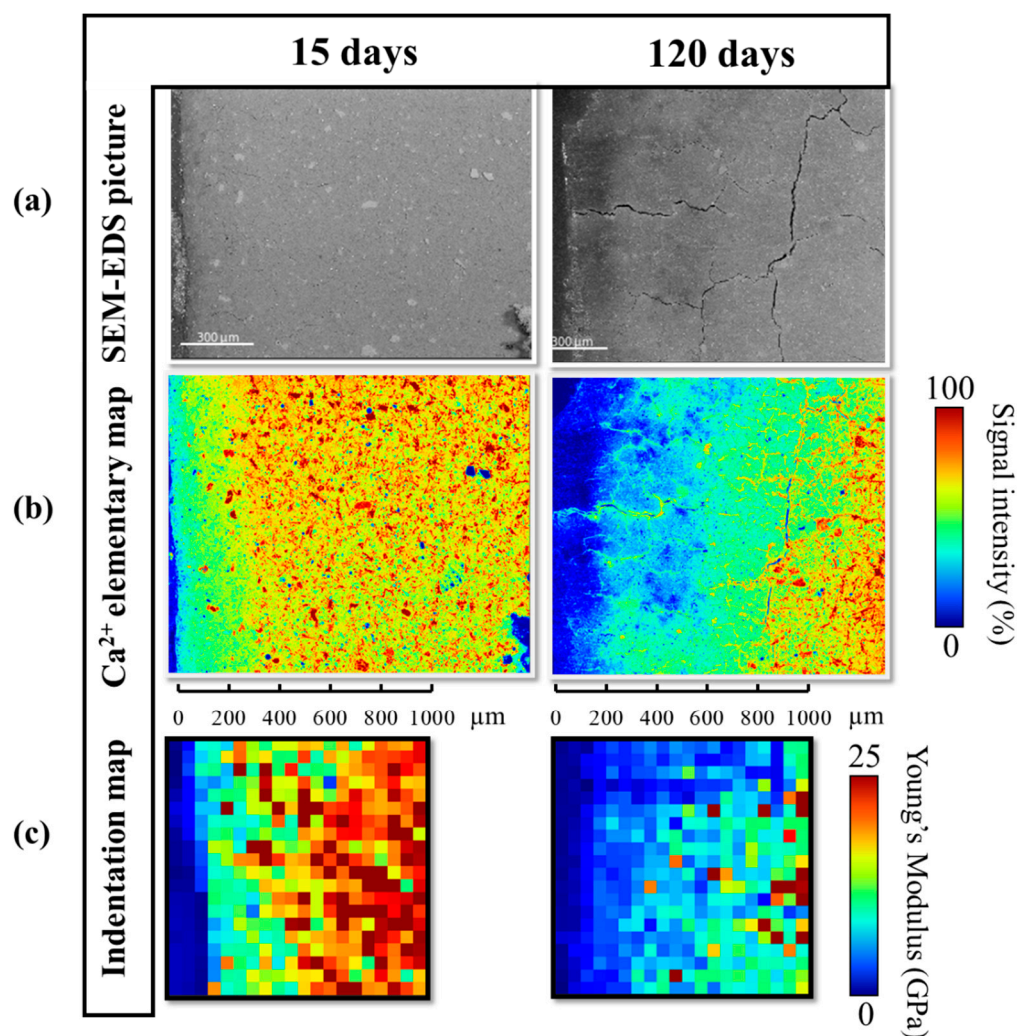 15 days 120 days
(a)
SEM-EDS picture
300 µm
300 µm
(b)
Ca²⁺ elementary map
100
0
Signal intensity (%)
0 200 400 600 800 1000 µm
0 200 400 600 800 1000 µm
(c)
Indentation map
25
0
Young's Modulus (GPa)